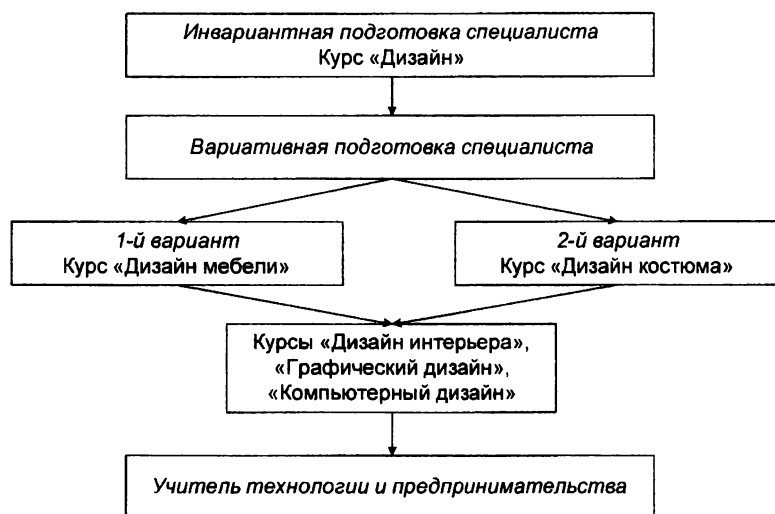 Инвариантная подготовка специалиста
Курс «Дизайн»
Вариативная подготовка специалиста
1-й вариант
Курс «Дизайн мебели»
2-й вариант
Курс «Дизайн костюма»
Курсы «Дизайн интерьера»,
«Графический дизайн»,
«Компьютерный дизайн»
Учитель технологии и предпринимательства